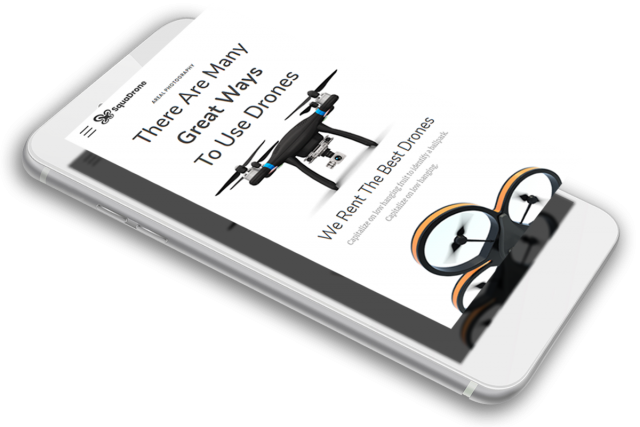 SquaDrone
AREAL PHOTOGRAPHY
There Are Many
Great Ways
To Use Drones
We Rent The Best Drones
Capitalize on low hanging fruit to identify a ballpark.
Capitalize on low hanging.